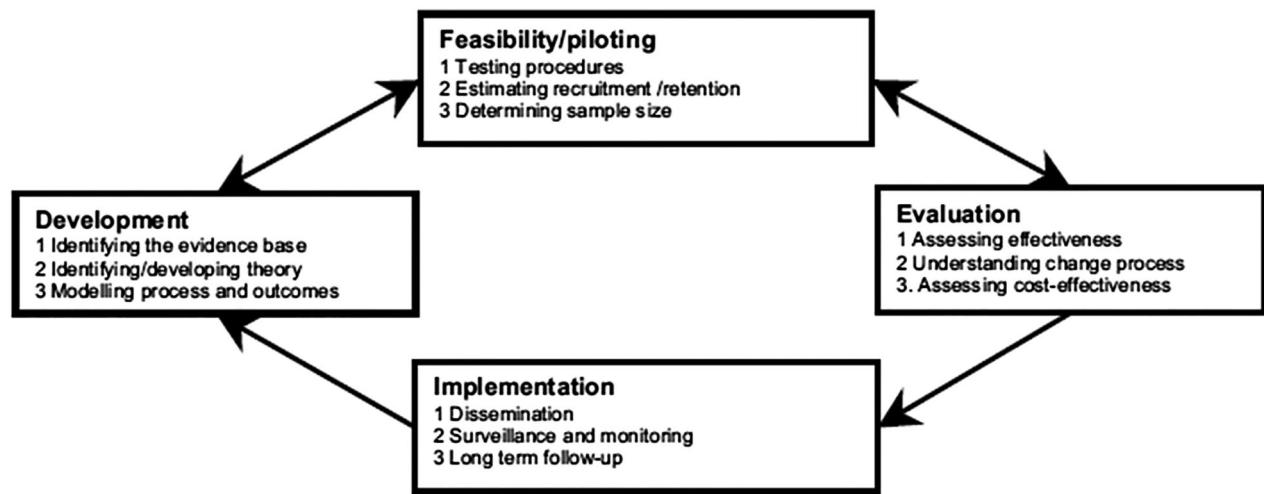 Feasibility/piloting
1 Testing procedures
2 Estimating recruitment /retention
3 Determining sample size
Development
1 Identifying the evidence base
2 Identifying/developing theory
3 Modelling process and outcomes
Evaluation
1 Assessing effectiveness
2 Understanding change process
3. Assessing cost-effectiveness
Implementation
1 Dissemination
2 Surveillance and monitoring
3 Long term follow-up